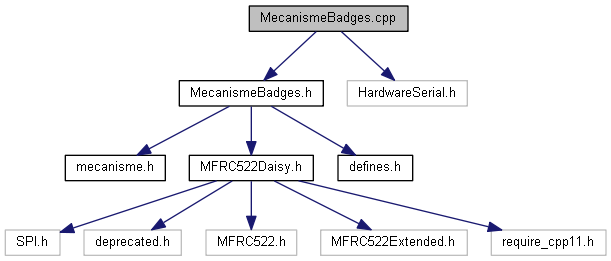 MecanismeBadges.cpp
MecanismeBadges.h
HardwareSerial.h
mecanisme.h
MFRC522Daisy.h
defines.h
SPI.h
deprecated.h
MFRC522.h
MFRC522Extended.h
require_cpp11.h